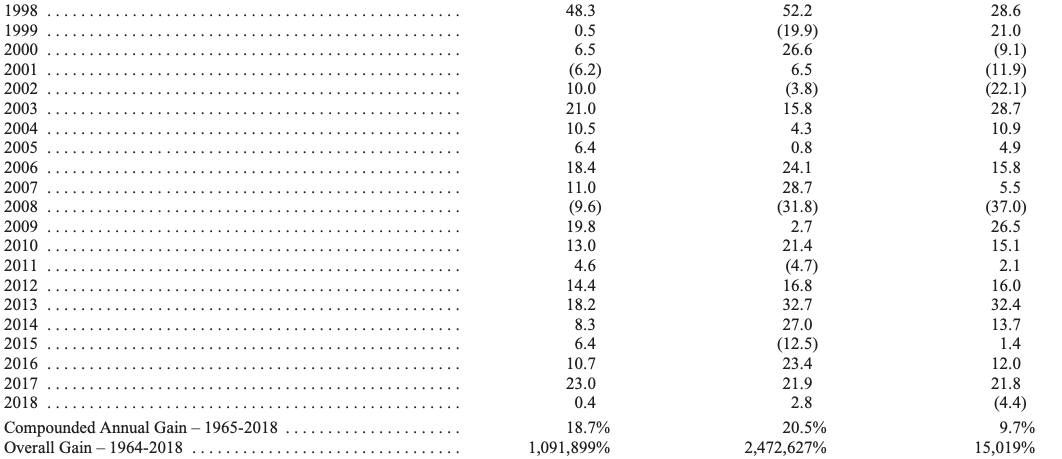 1998 ........ 48.3 52.2 28.6
1999 ........ 0.5 (19.9) 21.0
2000 ........ 6.5 26.6 (9.1)
2001 ........ (6.2) 6.5 (11.9)
2002 ........ 10.0 (3.8) (22.1)
2003 ........ 21.0 15.8 28.7
2004 ........ 10.5 4.3 10.9
2005 ........ 6.4 0.8 4.9
2006 ........ 18.4 24.1 15.8
2007 ........ 11.0 28.7 5.5
2008 ........ (9.6) (31.8) (37.0)
2009 ........ 19.8 2.7 26.5
2010 ........ 13.0 21.4 15.1
2011 ........ 4.6 (4.7) 2.1
2012 ........ 14.4 16.8 16.0
2013 ........ 18.2 32.7 32.4
2014 ........ 8.3 27.0 13.7
2015 ........ 6.4 (12.5) 1.4
2016 ........ 10.7 23.4 12.0
2017 ........ 23.0 21.9 21.8
2018 ........ 0.4 2.8 (4.4)
Compounded Annual Gain – 1965-2018 ........ 18.7% 20.5% 9.7%
Overall Gain – 1964-2018 ........ 1,091,899% 2,472,627% 15,019%